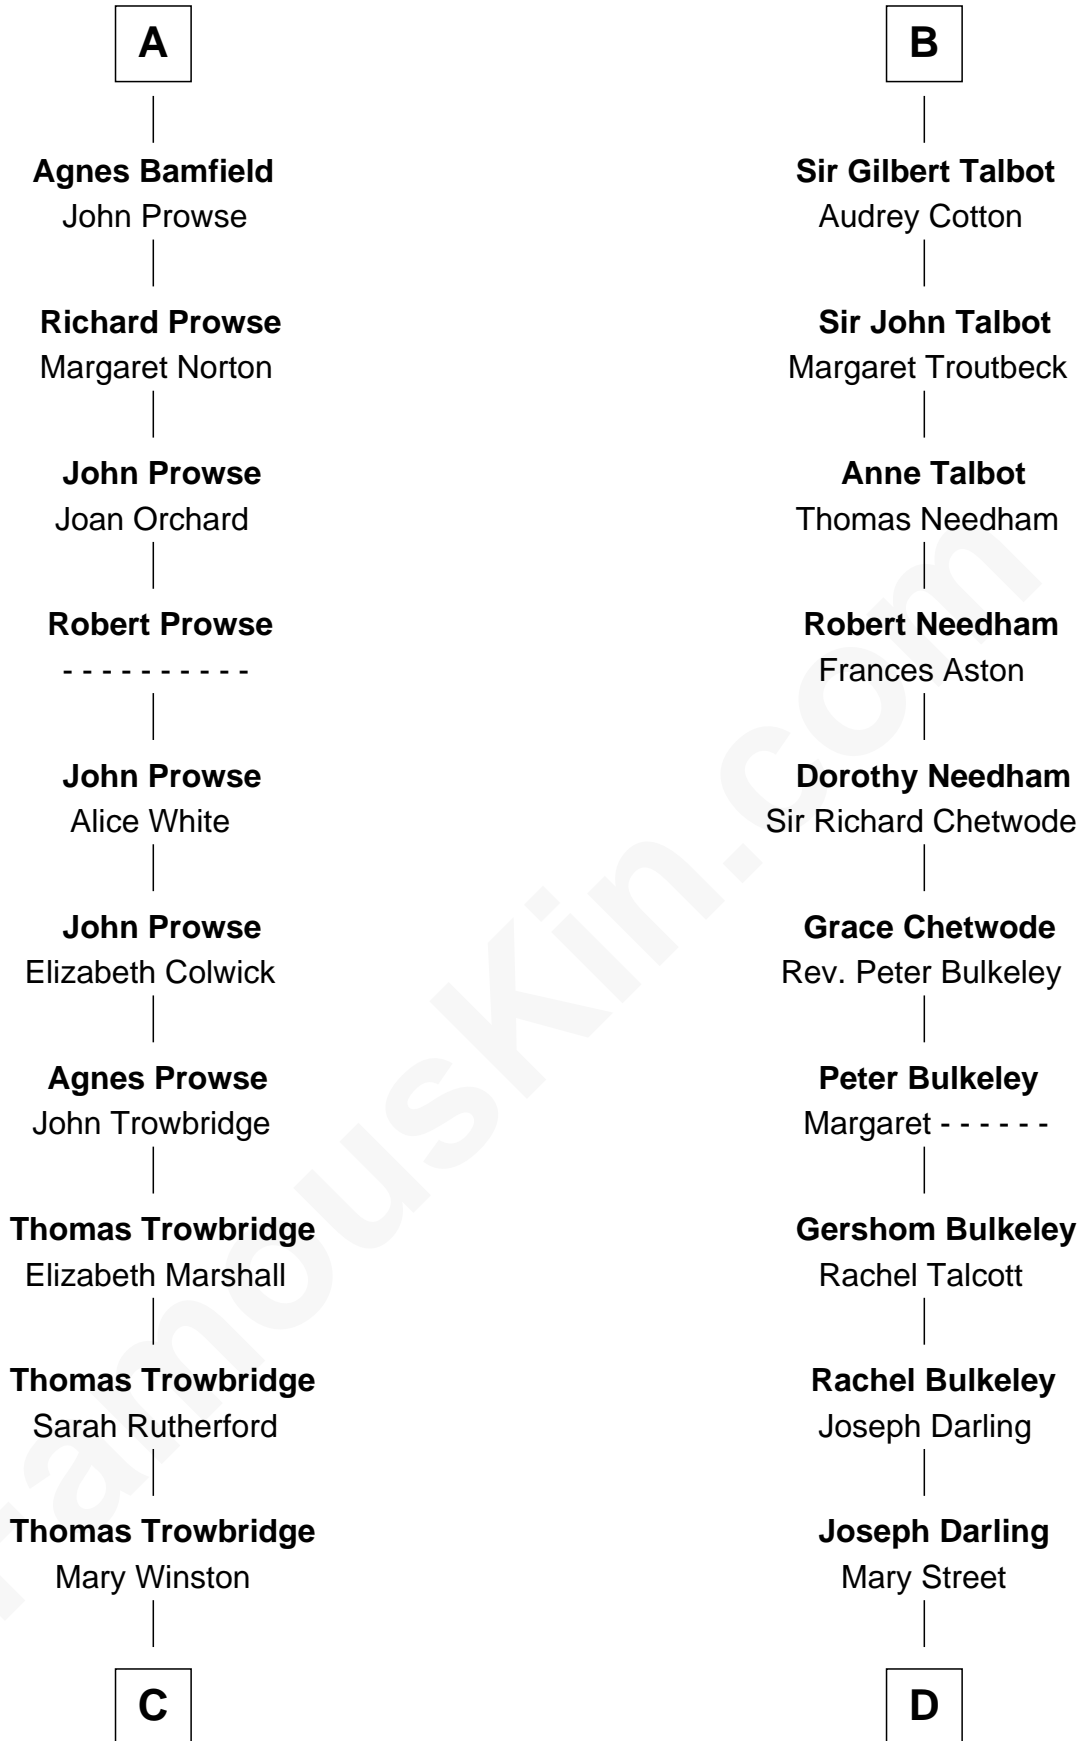 A
Agnes Bamfield
John Prowse
Richard Prowse
Margaret Norton
John Prowse
Joan Orchard
Robert Prowse
- - - - - - - - - -
John Prowse
Alice White
John Prowse
Elizabeth Colwick
Agnes Prowse
John Trowbridge
Thomas Trowbridge
Elizabeth Marshall
Thomas Trowbridge
Sarah Rutherford
Thomas Trowbridge
Mary Winston
C
B
Sir Gilbert Talbot
Audrey Cotton
Sir John Talbot
Margaret Troutbeck
Anne Talbot
Thomas Needham
Robert Needham
Frances Aston
Dorothy Needham
Sir Richard Chetwode
Grace Chetwode
Rev. Peter Bulkeley
Peter Bulkeley
Margaret - - - - - -
Gershom Bulkeley
Rachel Talcott
Rachel Bulkeley
Joseph Darling
Joseph Darling
Mary Street
D
FamousKin.com